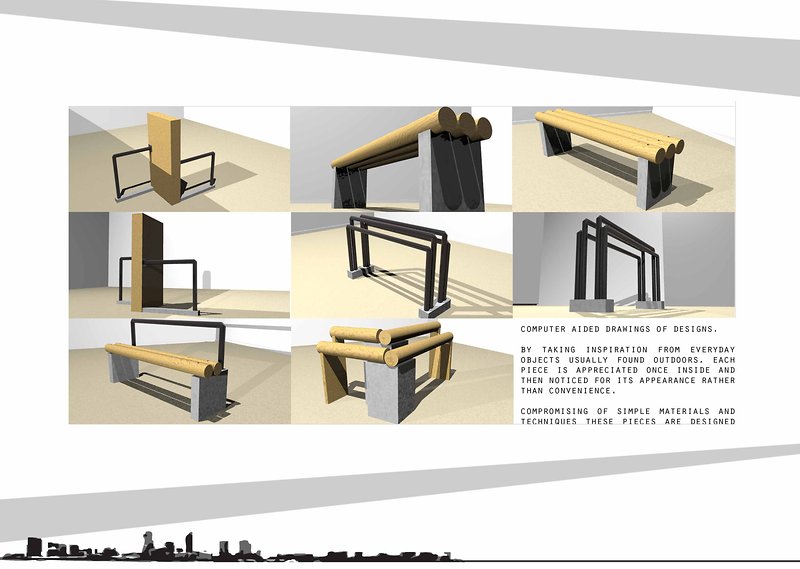 COMPUTER AIDED DRAWINGS OF DESIGNS.
BY TAKING INSPIRATION FROM EVERYDAY
OBJECTS USUALLY FOUND OUTDOORS. EACH
PIECE IS APPRECIATED ONCE INSIDE AND
THEN NOTICED FOR ITS APPEARANCE RATHER
THAN CONVENIENCE.
COMPROMISING OF SIMPLE MATERIALS AND
TECHNIQUES THESE PIECES ARE DESIGNED